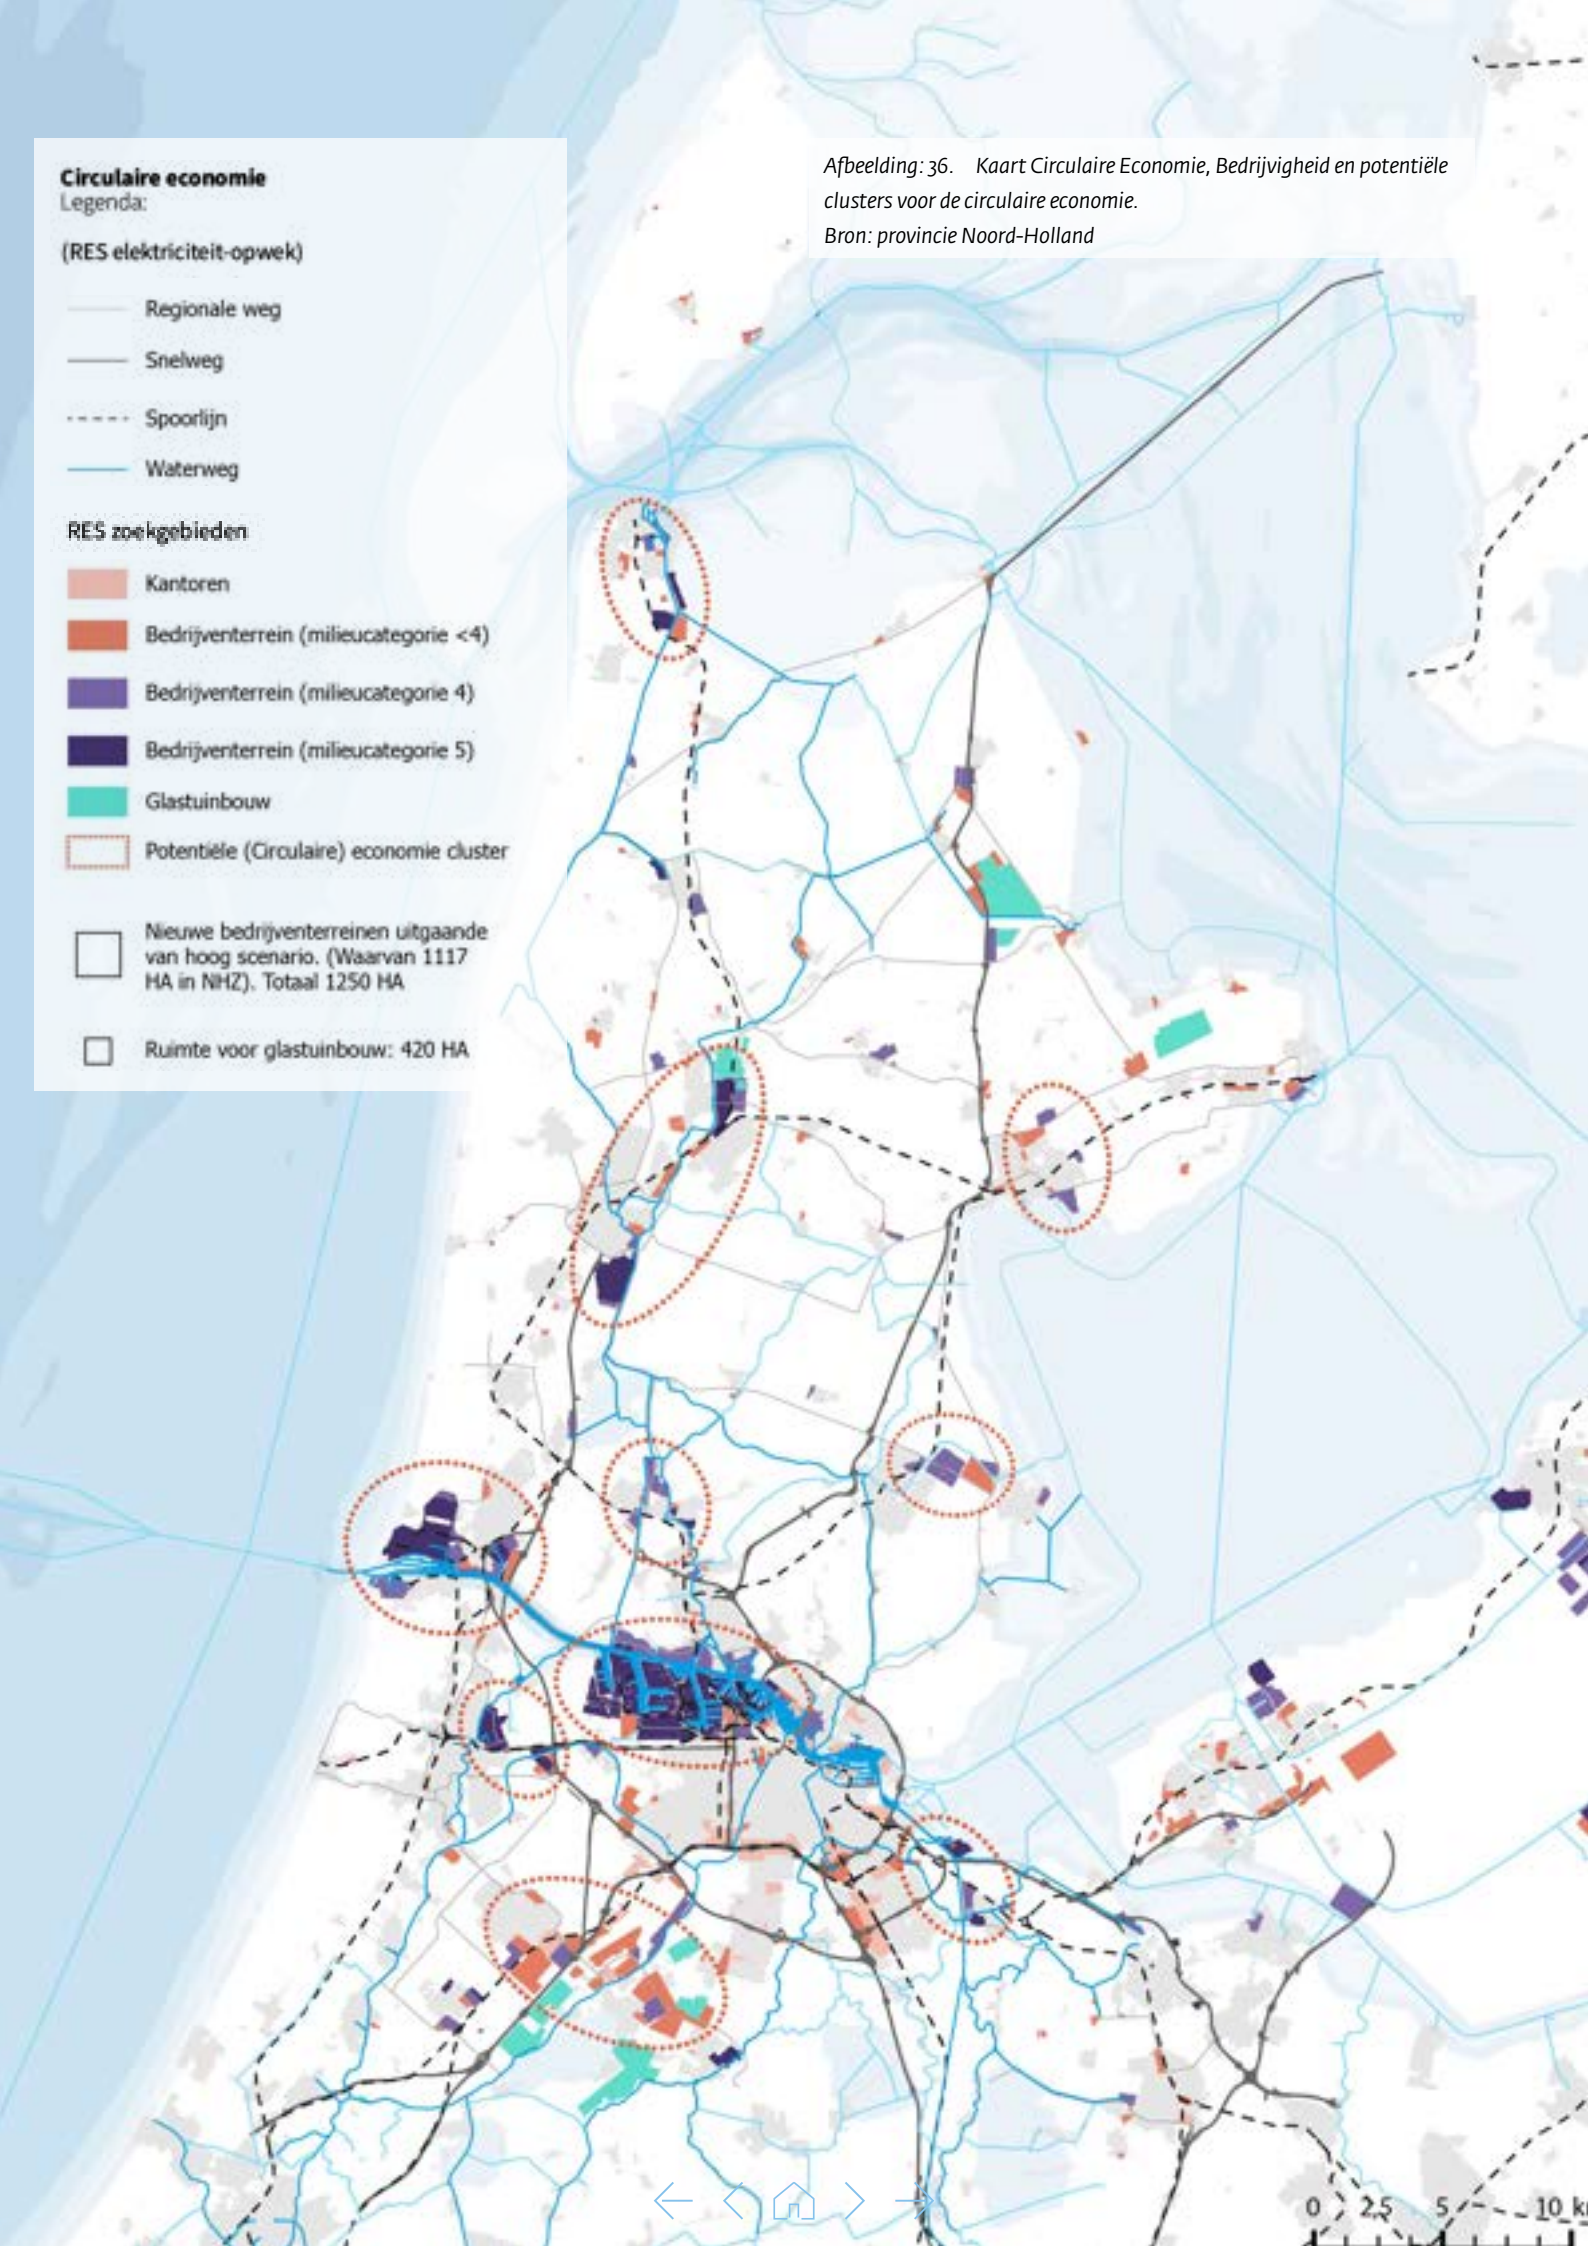 Circulaire economie
Legenda:
(RES elektriciteit-opwek)
Regionale weg
Snelweg
Spoorlijn
Waterweg
RES zoekgebieden
Kantoren
Bedrijventerrein (milieucategorie <4)
Bedrijventerrein (milieucategorie 4)
Bedrijventerrein (milieucategorie 5)
Glastuinbouw
Potentiële (Circulaire) economie cluster
Nieuwe bedrijventerreinen uitgaande
van hoog scenario. (Waarvan 1117
HA in NHZ). Totaal 1250 HA
Ruimte voor glastuinbouw: 420 HA
Afbeelding: 36. Kaart Circulaire Economie, Bedrijvigheid en potentiële
clusters voor de circulaire economie.
Bron: provincie Noord-Holland
0 2,5 5 10 k